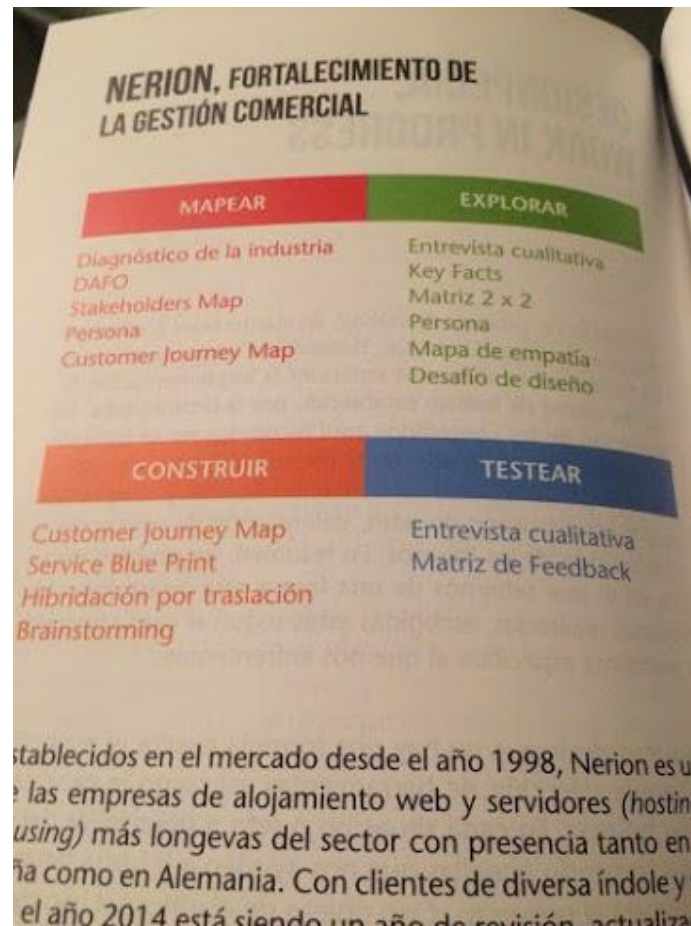 NERION, FORTALECIMIENTO DE
LA GESTIÓN COMERCIAL
MAPEAR
Diagnóstico de la industria
DAFO
Stakeholders Map
Persona
Customer Journey Map
EXPLORAR
Entrevista cualitativa
Key Facts
Matriz 2 x 2
Persona
Mapa de empatía
Desafío de diseño
CONSTRUIR
Customer Journey Map
Service Blue Print
Hibridación por traslación
Brainstorming
TESTEAR
Entrevista cualitativa
Matriz de Feedback
stablecidos en el mercado desde el año 1998, Nerion es u
e las empresas de alojamiento web y servidores (hostin
using) más longevas del sector con presencia tanto en
ña como en Alemania. Con clientes de diversa índole y
el año 2014 está siendo un año de revisión, actualiza